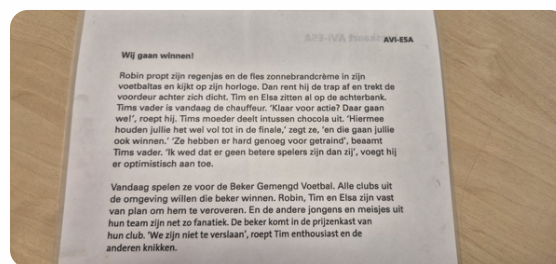 AVI-ESA
Wij gaan winnen!
Robin propt zijn regenjas en de fles zonnebrandcrème in zijn
voetbaltas en kijkt op zijn horloge. Dan rent hij de trap af en trekt de
voordeur achter zich dicht. Tim en Elsa zitten al op de achterbank.
Tims vader is vandaag de chauffeur. 'Klaar voor actie? Daar gaan
we!', roept hij. Tims moeder deelt intussen chocola uit. 'Hiermee
houden jullie het wel vol tot in de finale,' zegt ze, 'en die gaan jullie
ook winnen.' 'Ze hebben er hard genoeg voor getraind', beaamt
Tims vader. 'Ik wed dat er geen betere spelers zijn dan zij', voegt hij
er optimistisch aan toe.
Vandaag spelen ze voor de Beker Gemengd Voetbal. Alle clubs uit
de omgeving willen die beker winnen. Robin, Tim en Elsa zijn vast
van plan om hem te veroveren. En de andere jongens en meisjes uit
hun team zijn net zo fanatiek. De beker komt in de prijzenkast van
hun club. 'We zijn niet te verslaan', roept Tim enthousiast en de
anderen knikken.